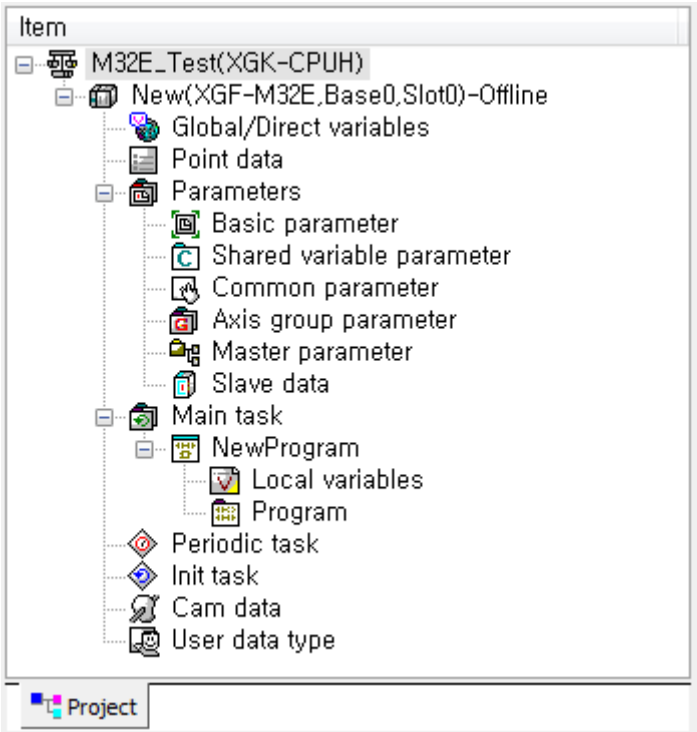 Item
M32E_Test(XGK-CPUH)
New(XGF-M32E,Base0,Slot0)-Offline
Global/Direct variables
Point data
Parameters
Basic parameter
Shared variable parameter
Common parameter
Axis group parameter
Master parameter
Slave data
Main task
NewProgram
Local variables
Program
Periodic task
Init task
Cam data
User data type
Project